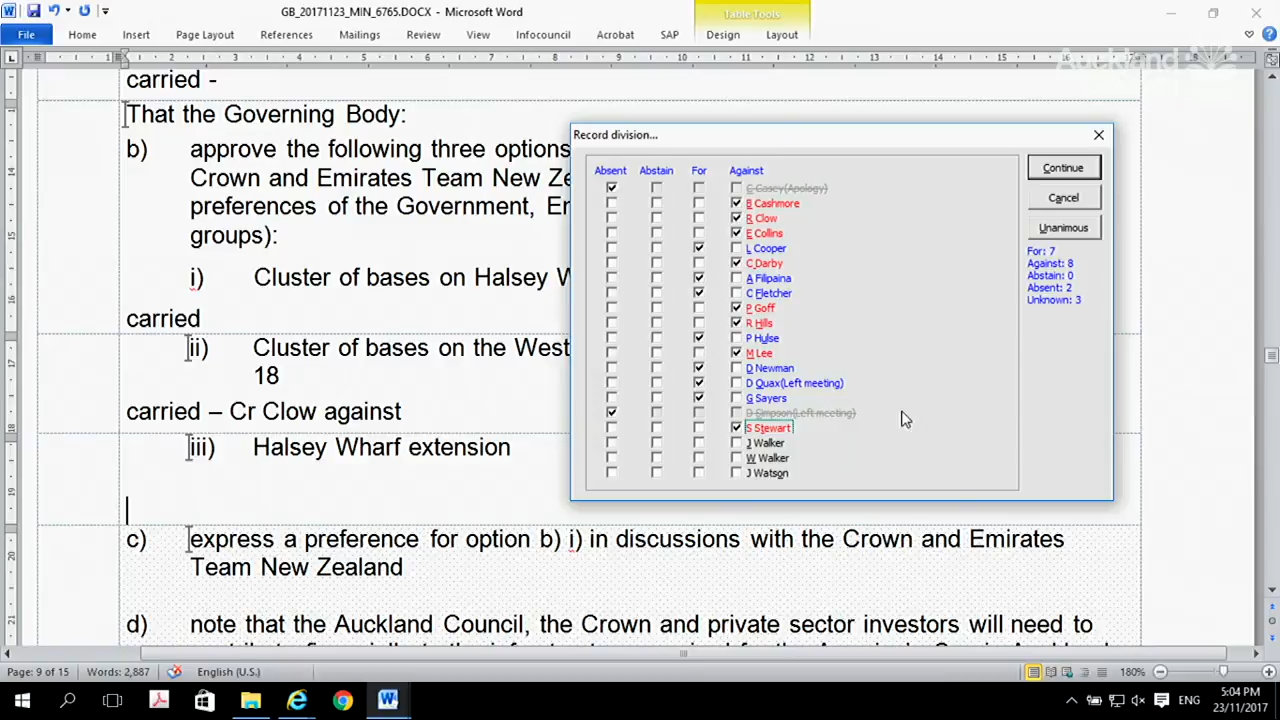 GB_20171123_MIN_6765.DOCX - Microsoft Word
Table Tools
File Home Insert Page Layout References Mailings Review View Infocouncil Acrobat SAP Design Layout
Auckland
carried -
That the Governing Body:
b) approve the following three options
Crown and Emirates Team New Ze
preferences of the Government, En
groups):
i) Cluster of bases on Halsey W
carried
ii) Cluster of bases on the West
18
carried – Cr Clow against
iii) Halsey Wharf extension
c) express a preference for option b) i) in discussions with the Crown and Emirates
Team New Zealand
d) note that the Auckland Council, the Crown and private sector investors will need to
Record division...
Absent Abstain For Against
C Casey(Apology)
B Cashmore
R Clow
E Collins
L Cooper
C Darby
A Filipaina
C Fletcher
P Goff
R Hills
P Hulse
M Lee
D Newman
D Quax(Left meeting)
G Sayers
D Simpson(Left meeting)
S Stewart
J Walker
W Walker
J Watson
Continue
Cancel
Unanimous
For: 7
Against: 8
Abstain: 0
Absent: 2
Unknown: 3
Page: 9 of 15 Words: 2,887 English (U.S.) 180%
ENG
5:04 PM
23/11/2017